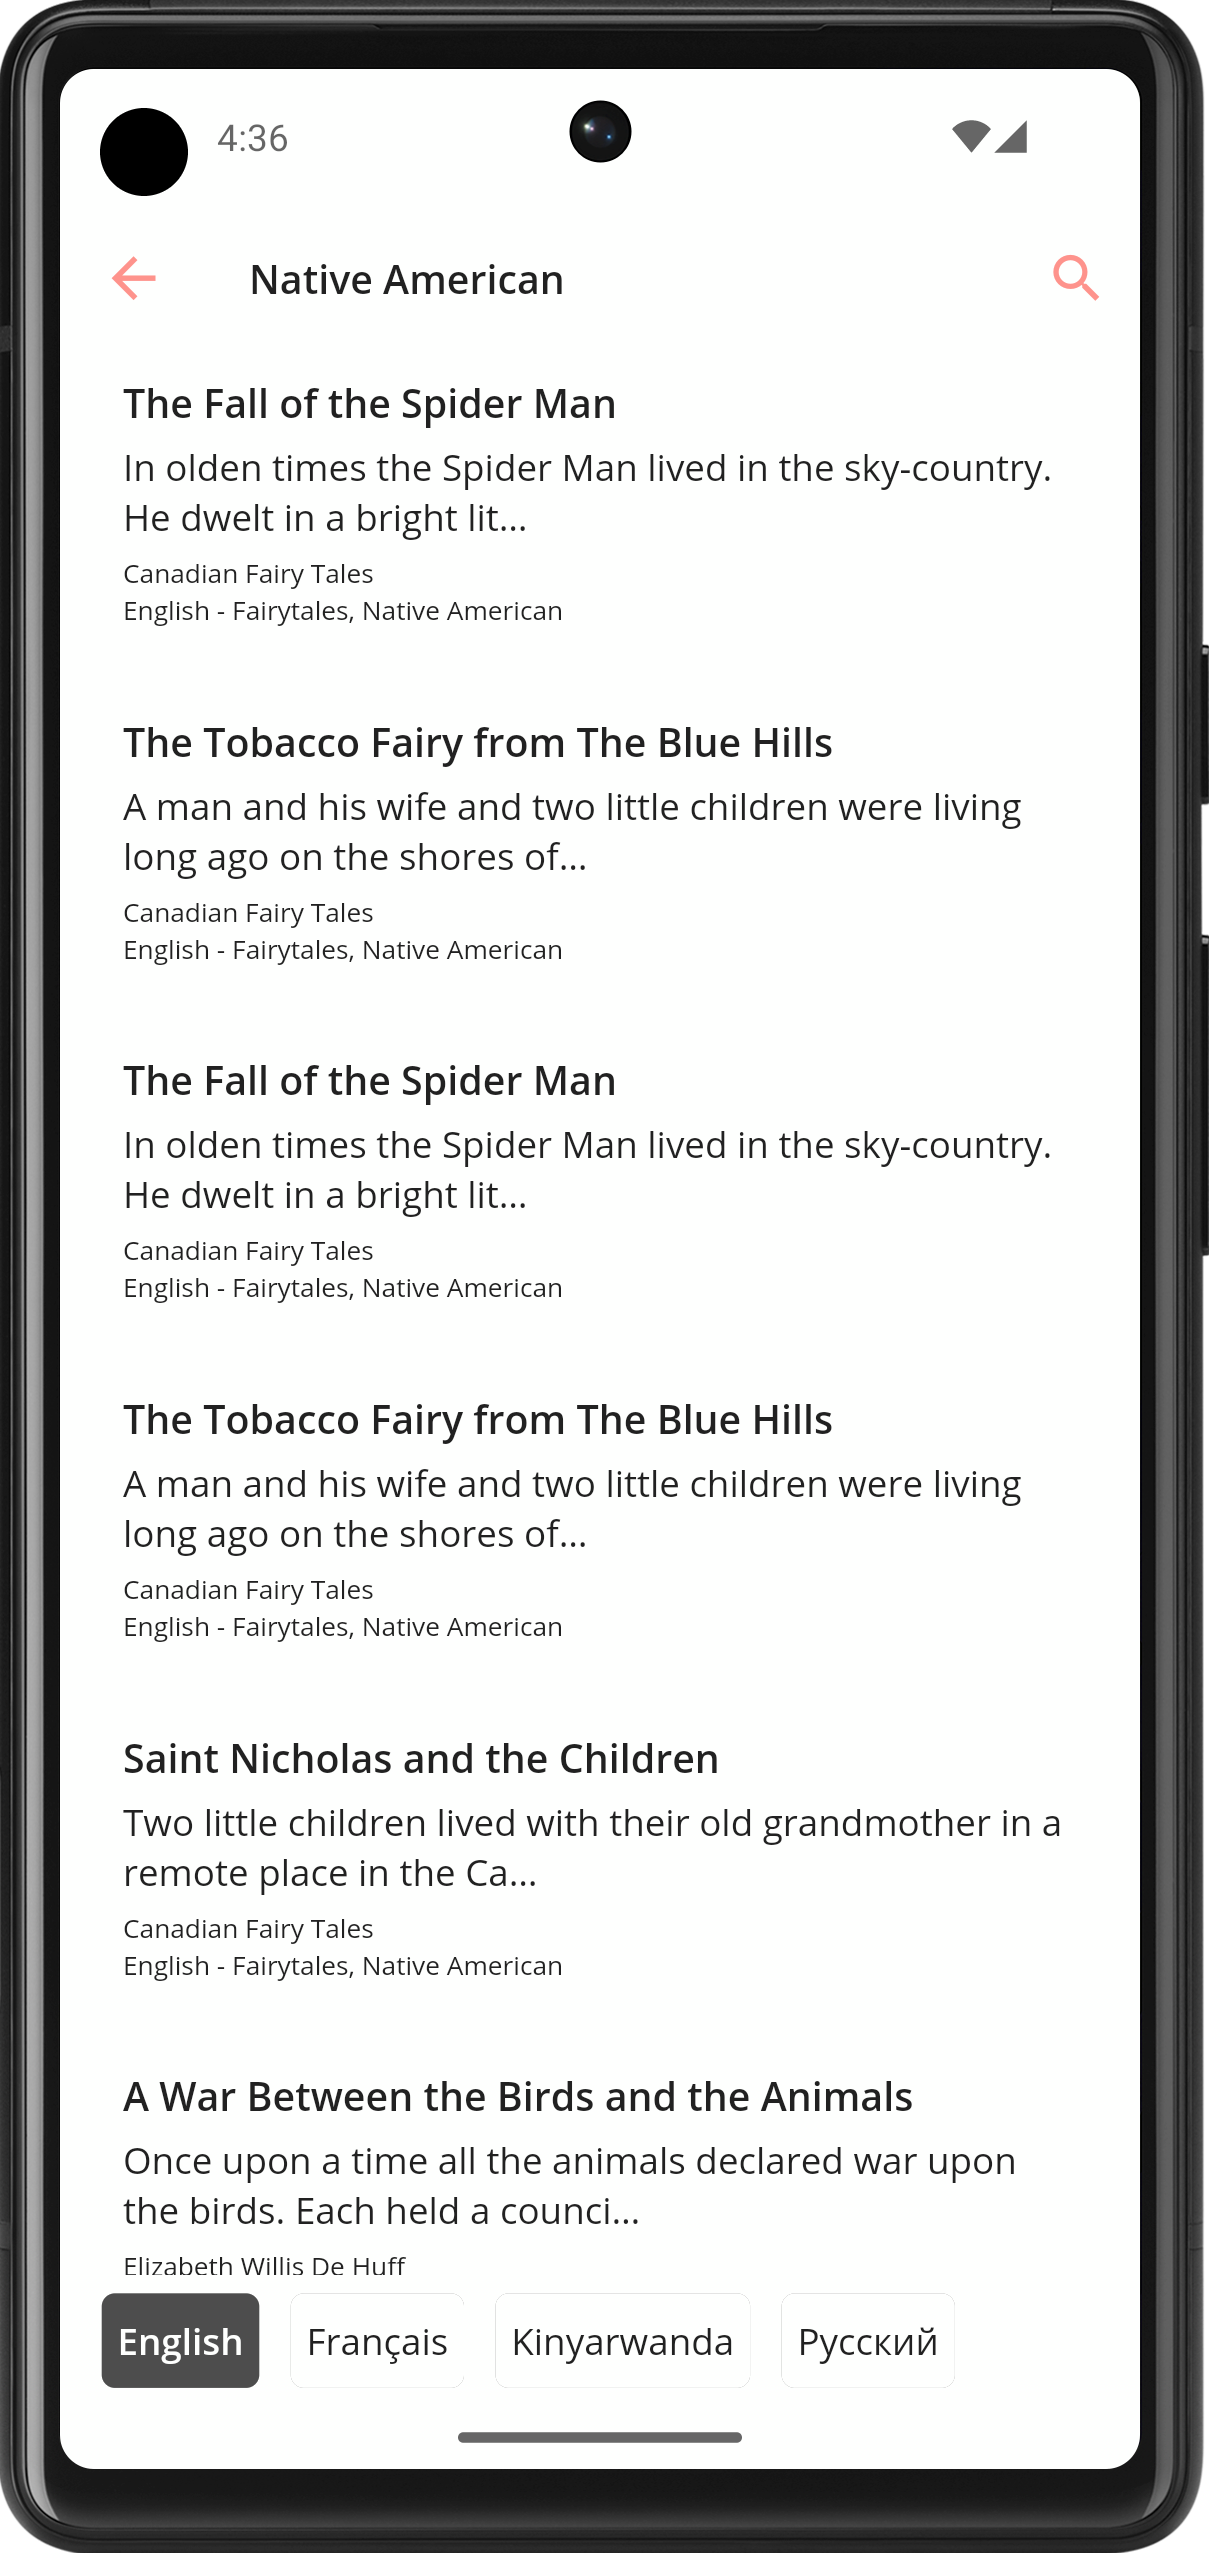 4:36
Native American
The Fall of the Spider Man
In olden times the Spider Man lived in the sky-country.
He dwelt in a bright lit...
Canadian Fairy Tales
English - Fairytales, Native American
The Tobacco Fairy from The Blue Hills
A man and his wife and two little children were living
long ago on the shores of...
Canadian Fairy Tales
English - Fairytales, Native American
The Fall of the Spider Man
In olden times the Spider Man lived in the sky-country.
He dwelt in a bright lit...
Canadian Fairy Tales
English - Fairytales, Native American
The Tobacco Fairy from The Blue Hills
A man and his wife and two little children were living
long ago on the shores of...
Canadian Fairy Tales
English - Fairytales, Native American
Saint Nicholas and the Children
Two little children lived with their old grandmother in a
remote place in the Ca...
Canadian Fairy Tales
English - Fairytales, Native American
A War Between the Birds and the Animals
Once upon a time all the animals declared war upon
the birds. Each held a counci...
Elizabeth Willis De Huff
English Français Kinyarwanda Русский